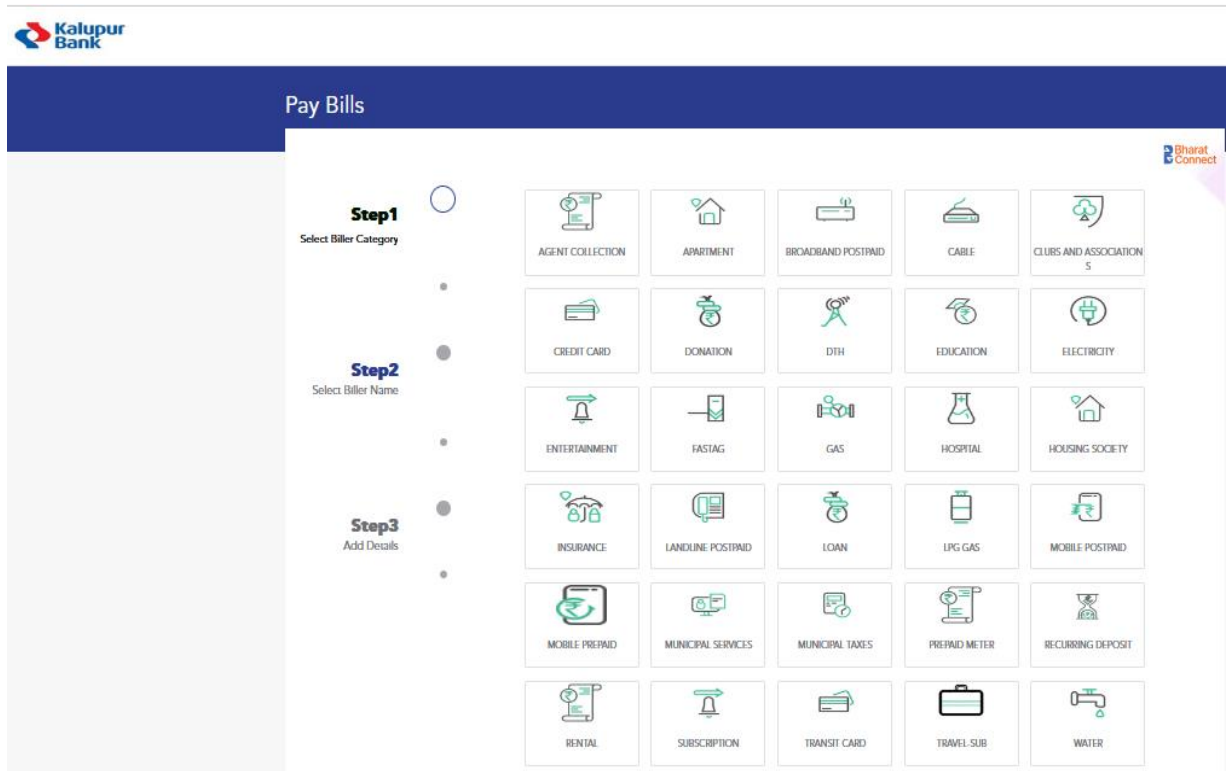 Kalupur
Bank
Pay Bills
Bharat
Connect
Step1
Select Biller Category
Step2
Select Biller Name
Step3
Add Details
AGENT COLLECTION
APARTMENT
BROADBAND POSTPAID
CABLE
CLUBS AND ASSOCIATION
S
CREDIT CARD
DONATION
DTH
EDUCATION
ELECTRICITY
ENTERTAINMENT
FASTAG
GAS
HOSPITAL
HOUSING SOCIETY
INSURANCE
LANDLINE POSTPAID
LOAN
LPG GAS
MOBILE POSTPAID
MOBILE PREPAID
MUNICIPAL SERVICES
MUNICIPAL TAXES
PREPAID METER
RECURRING DEPOSIT
RENTAL
SUBSCRIPTION
TRANSIT CARD
TRAVEL-SUB
WATER